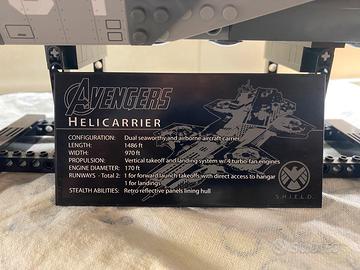 AVENGERS
HELICARRIER
CONFIGURATION: Dual seaworthy and airborne aircraft carrier
LENGTH: 1486 ft
WIDTH: 970 ft
PROPULSION: Vertical takeoff and landing system w/ 4 turbo fan engines
ENGINE DIAMETER: 170 ft
RUNWAYS - Total 2: 1 for forward launch takeoffs with direct access to hangar
1 for landings
STEALTH ABILITIES: Retro reflective panels lining hull
S.H.I.E.L.D.